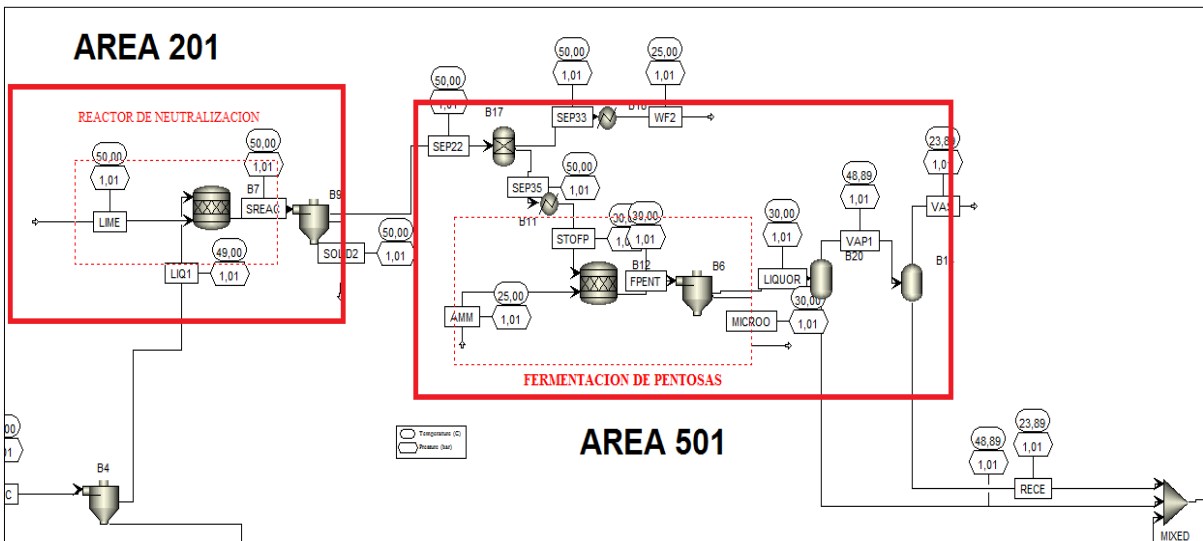 AREA 201
REACTOR DE NEUTRALIZACION
50,00
1,01
LIME
50,00
1,01
B7
SREAC
B9
SOLID2
50,00
1,01
LIQ1
49,00
1,01
50,00
1,01
SEP22
B17
50,00
1,01
SEP33
25,00
1,01
WF2
SEP35
50,00
1,01
B11
STOFP
30,00
1,01
B12
FPENT
B6
AMM
25,00
1,01
30,00
1,01
LIQUOR
MICROO
30,00
1,01
48,89
1,01
VAP1
B20
23,89
VAS
FERMENTACION DE PENTOSAS
AREA 501
Temperature (C)
Pressure (bar)
B4
C
48,89
1,01
23,89
1,01
RECE
MIXED